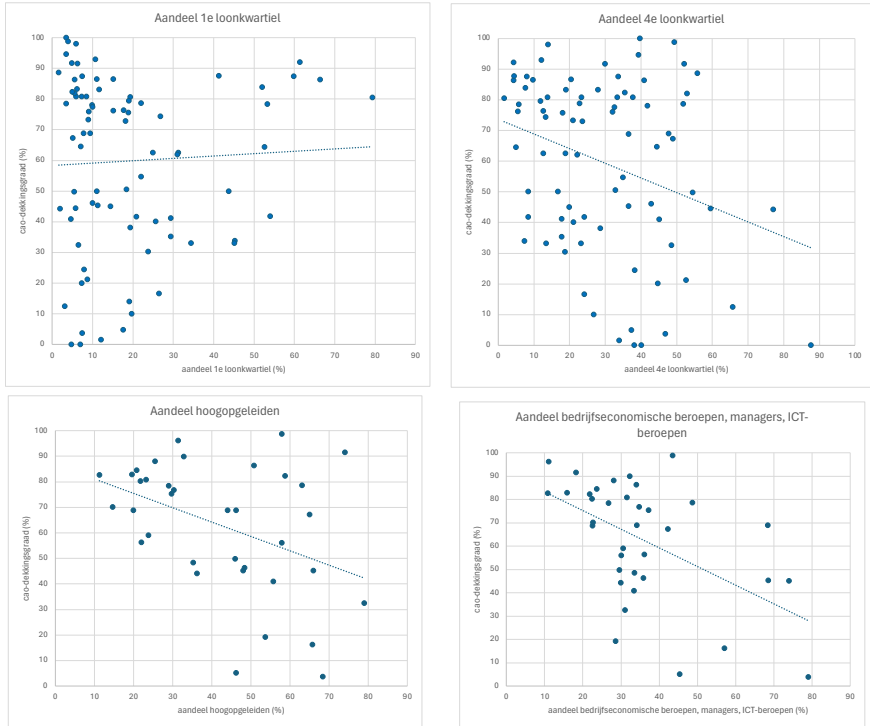 Aandeel 1e loonkwartiel
cao-dekkingsgraad (%)
100
90
80
70
60
50
40
30
20
10
0
0 10 20 30 40 50 60 70 80 90
aandeel 1e loonkwartiel (%)
Aandeel 4e loonkwartiel
cao-dekkingsgraad (%)
100
90
80
70
60
50
40
30
20
10
0
0 10 20 30 40 50 60 70 80 90 100
aandeel 4e loonkwartiel (%)
Aandeel hoogopgeleiden
cao-dekkingsgraad (%)
100
90
80
70
60
50
40
30
20
10
0
0 10 20 30 40 50 60 70 80 90
aandeel hoogopgeleiden (%)
Aandeel bedrijfseconomische beroepen, managers, ICT-
beroepen
cao-dekkingsgraad (%)
100
90
80
70
60
50
40
30
20
10
0
0 10 20 30 40 50 60 70 80 90
aandeel bedrijfseconomische beroepen, managers, ICT-beroepen (%)